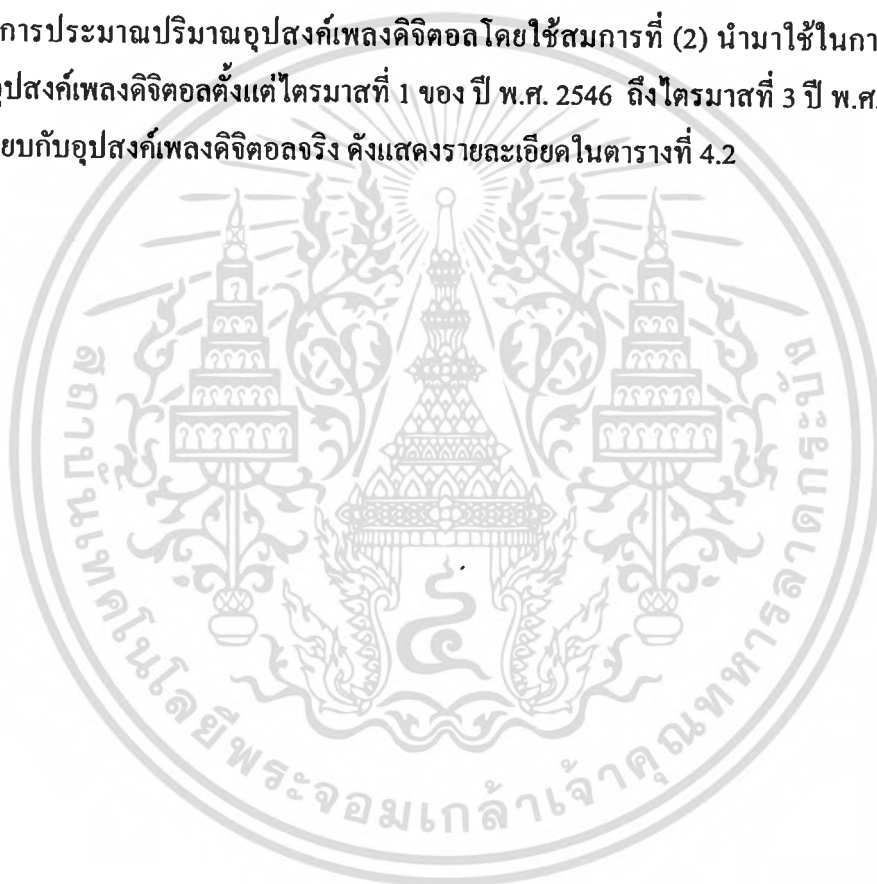 การประมาณปริมาณอุปสงค์เพลงดิจิตอลโดยใช้สมการที่ (2) นำมาใช้ในกา
ปสงค์เพลงดิจิตอลตั้งแต่ไตรมาสที่ 1 ของ ปี พ.ศ. 2546 ถึงไตรมาสที่ 3 ปี พ.ศ.
ยบกับอุปสงค์เพลงดิจิตอลจริง ดังแสดงรายละเอียดในตารางที่ 4.2
สถาบันเทคโนโลยีพระจอมเกล้าเจ้าคุณทหารลาดกระบัง